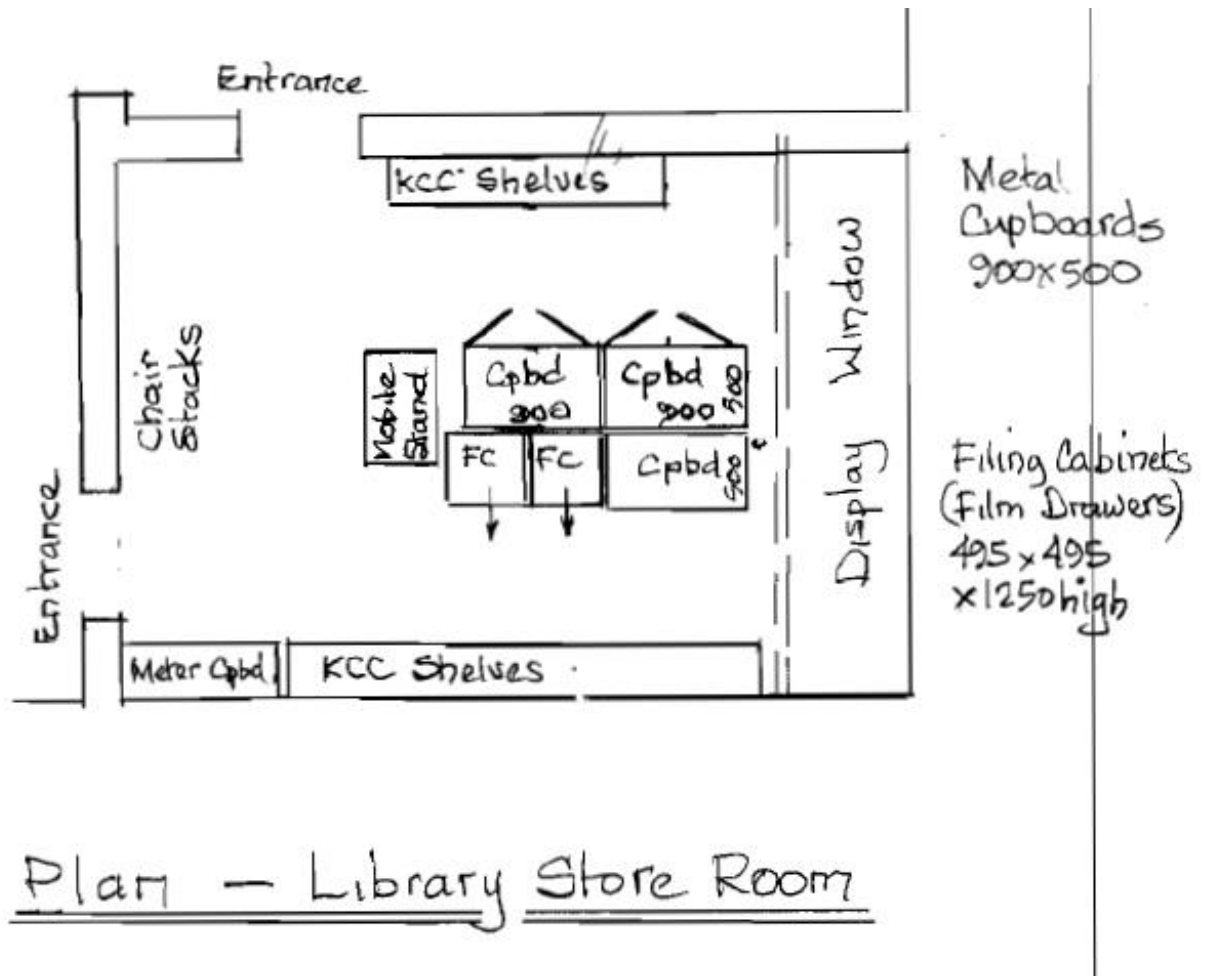 Entrance
KCC Shelves
Metal
Cupboards
900x500
Chair
Stacks
Mobile
Stand
Cpbd
900
Cpbd
900
500
FC
FC
Cpbd
500
Display Window
Filing Cabinets
(Film Drawers)
495 x 495
x1250 high
Entrance
Meter Cpbd
KCC Shelves
Plan - Library Store Room